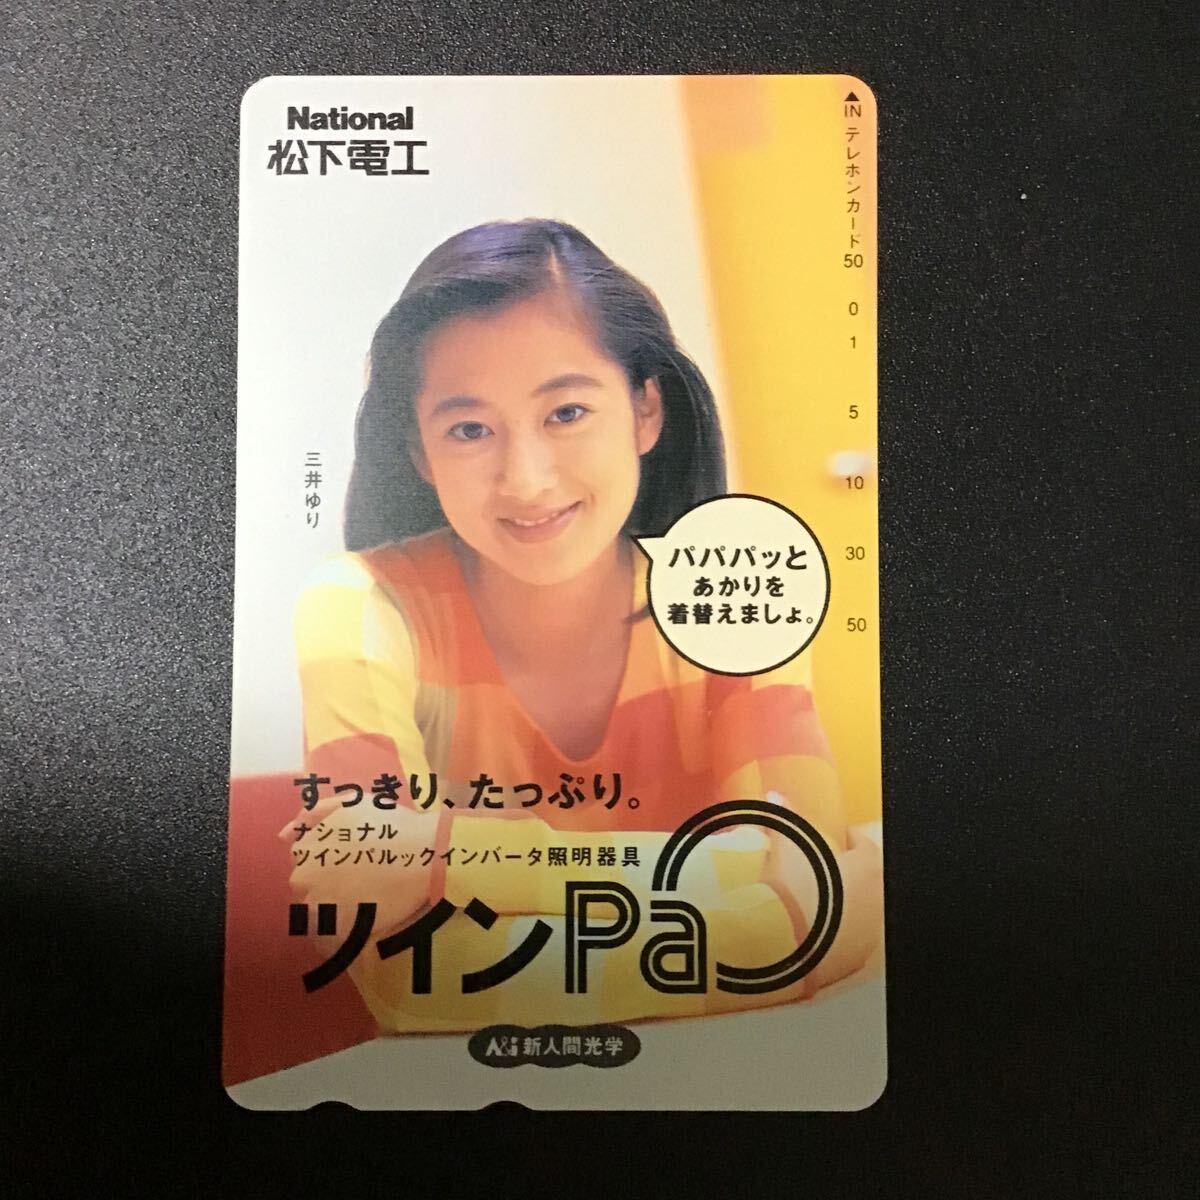 National
松下電工
IN テレホンカード
50
0
1
5
10
30
50
三井ゆり
パパパッと
あかりを
着替えましょ。
すっきり、たっぷり。
ナショナル
ツインパルックインバータ照明器具
ツインPa
A&i 新人間光学